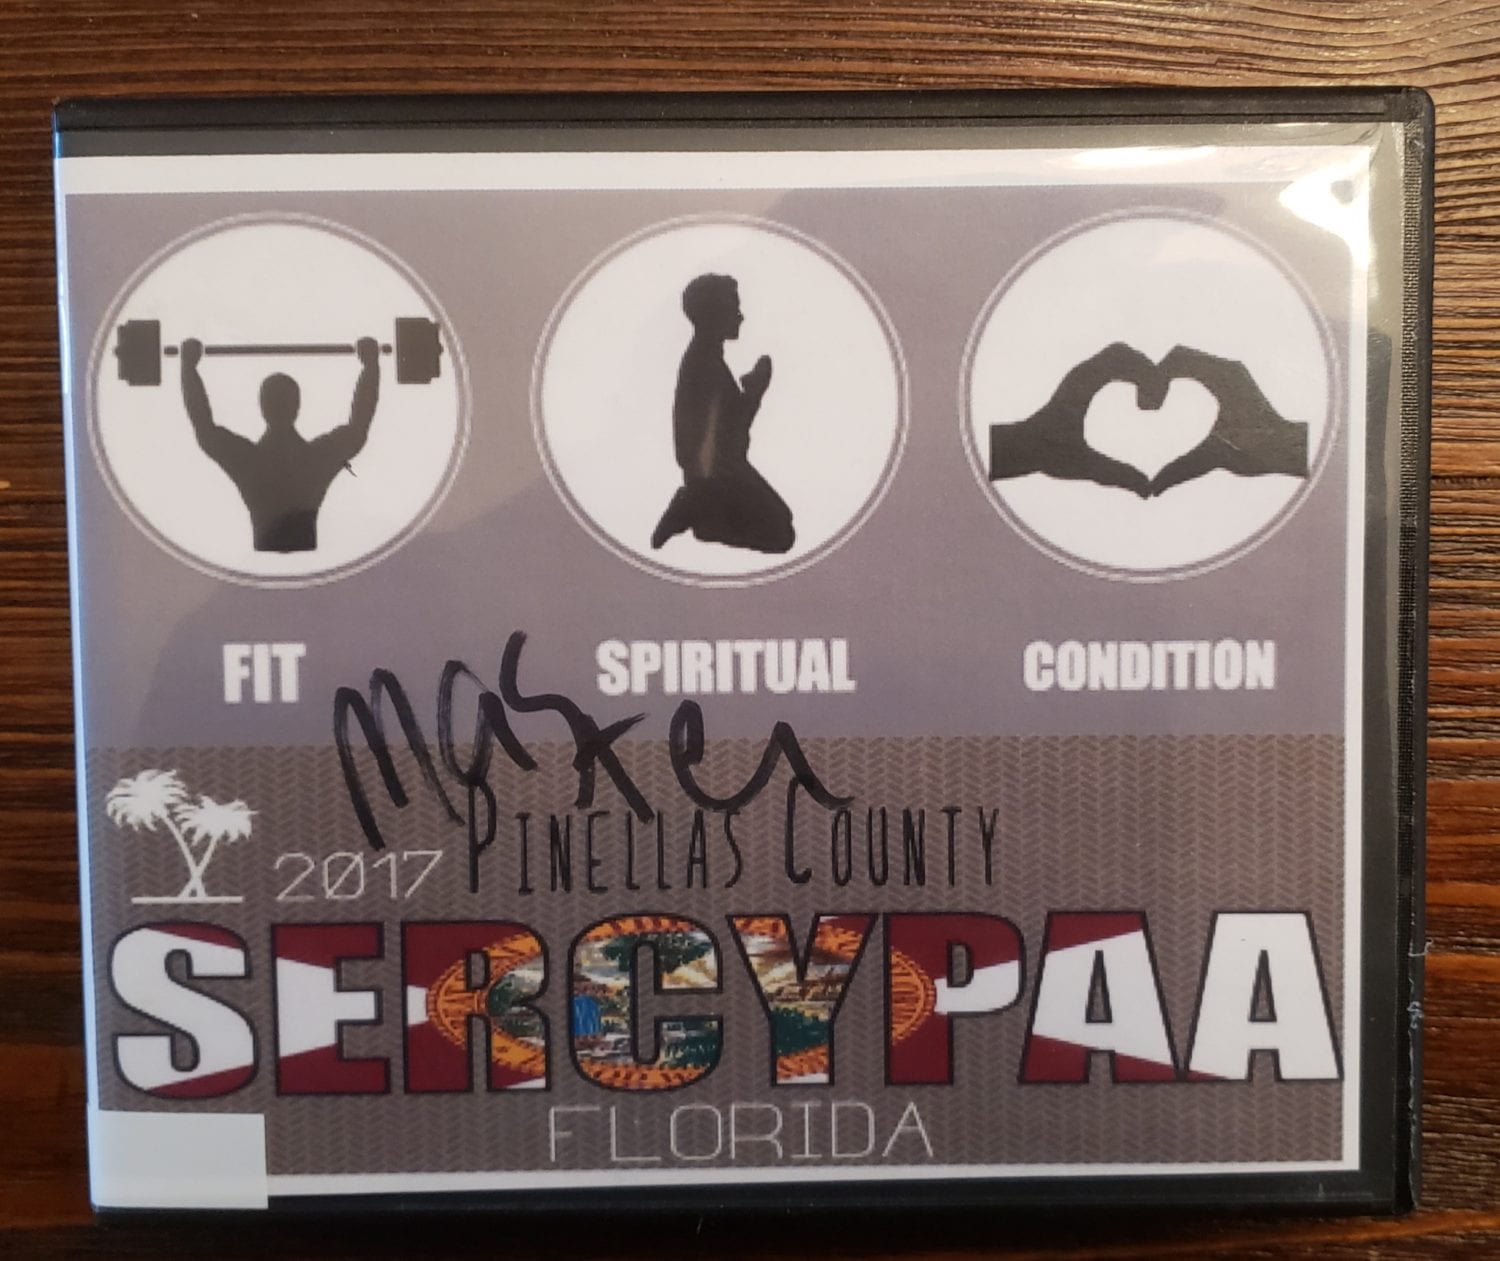 FIT SPIRITUAL CONDITION
Master
2017 PINELLAS COUNTY
SERCYPAA
FLORIDA